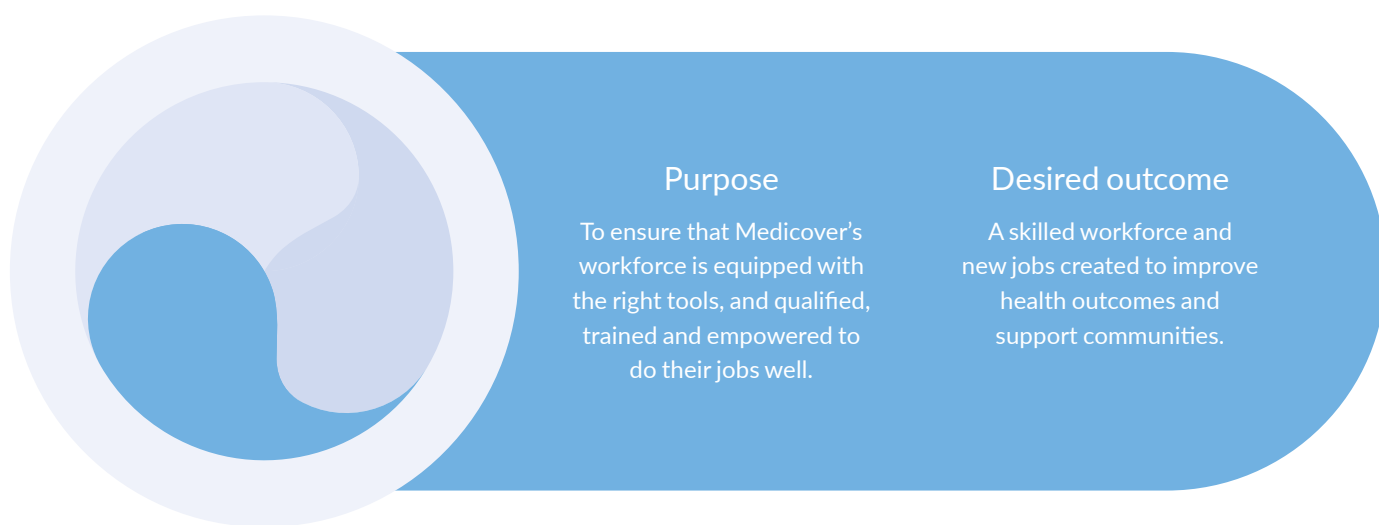 Purpose
To ensure that Medicover’s
workforce is equipped with
the right tools, and qualified,
trained and empowered to
do their jobs well.
Desired outcome
A skilled workforce and
new jobs created to improve
health outcomes and
support communities.